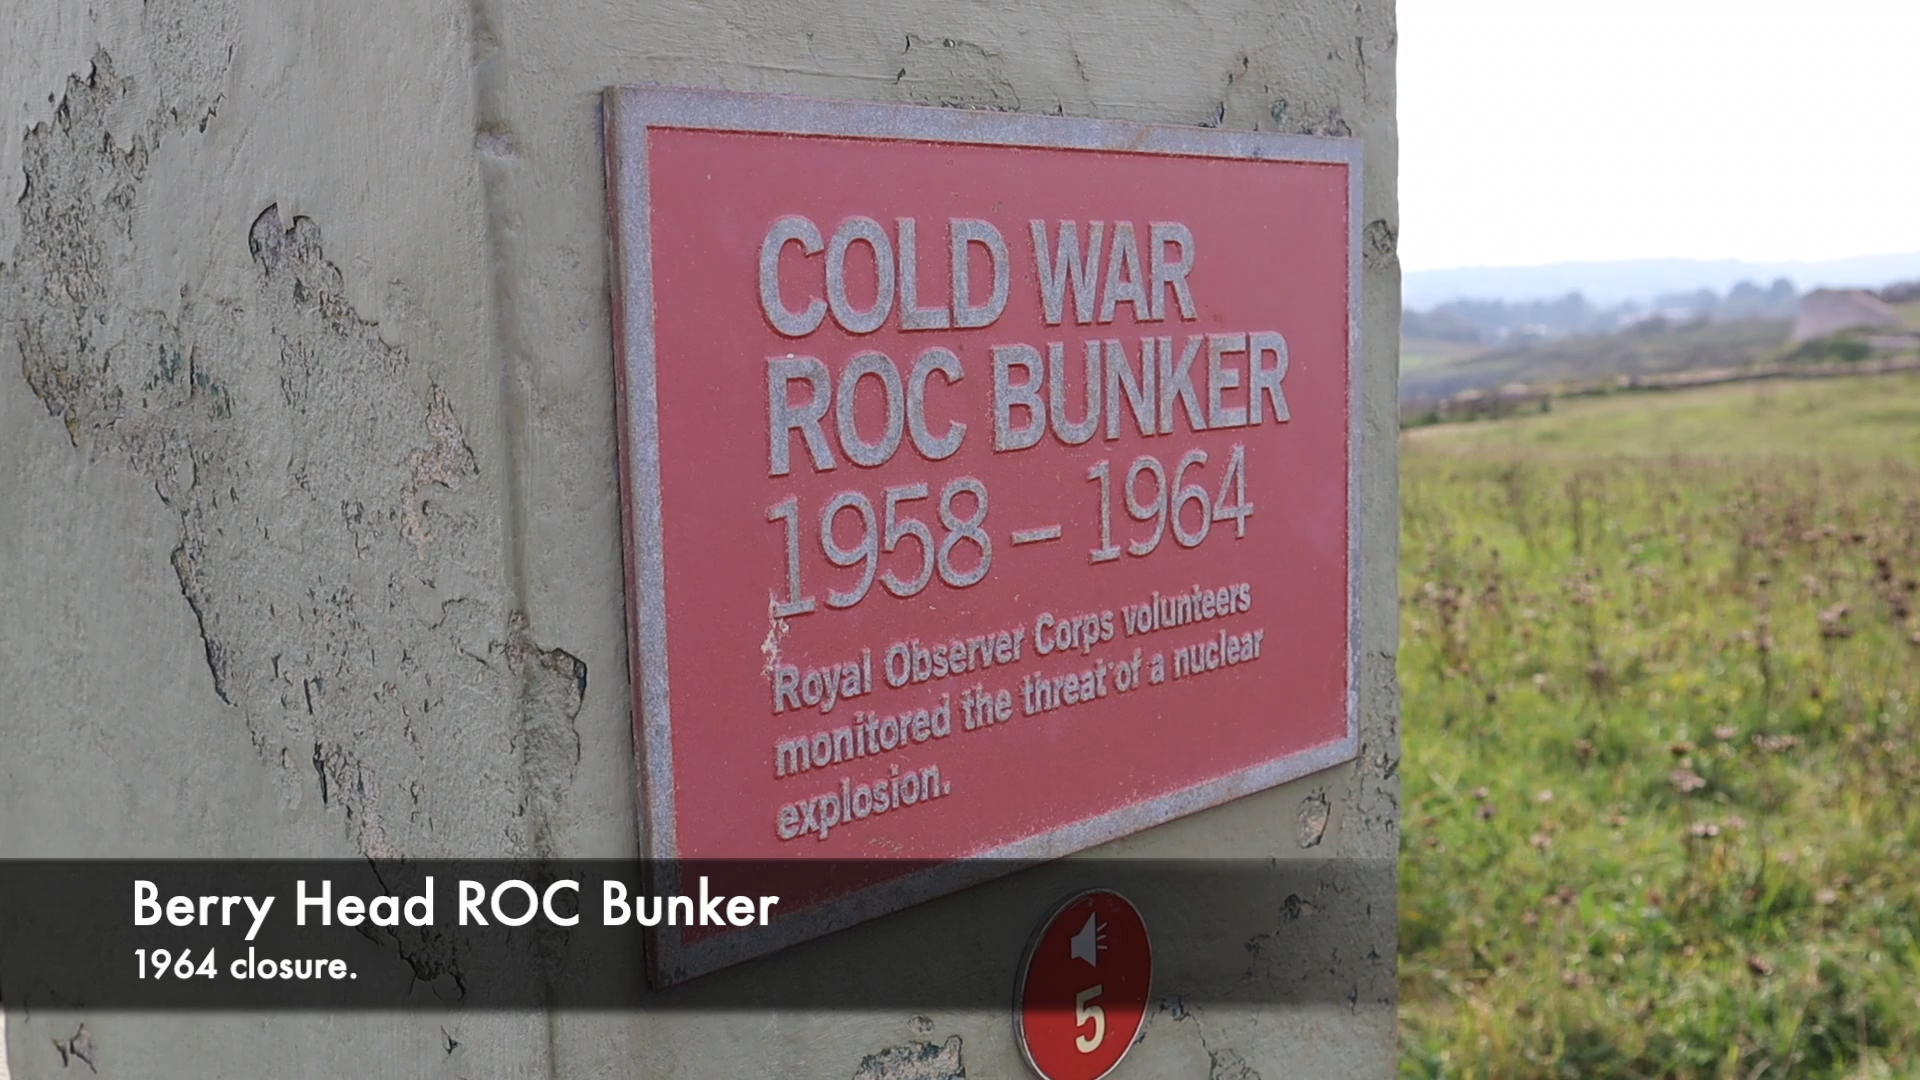 COLD WAR
ROC BUNKER
1958 – 1964
Royal Observer Corps volunteers
monitored the threat of a nuclear
explosion.
Berry Head ROC Bunker
1964 closure.
5